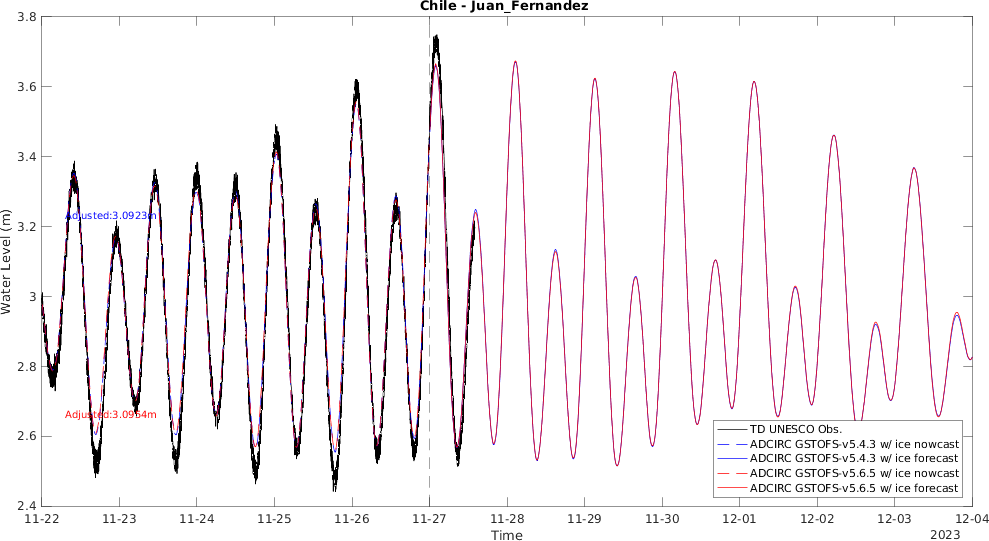 Chile - Juan_Fernandez
3.8
3.6
3.4
3.2
3
2.8
2.6
2.4
Water Level (m)
Adjusted:3.0923m
Adjusted:3.0964m
TD UNESCO Obs.
ADCIRC GSTOFS-v5.4.3 w/ ice nowcast
ADCIRC GSTOFS-v5.4.3 w/ ice forecast
ADCIRC GSTOFS-v5.6.5 w/ ice nowcast
ADCIRC GSTOFS-v5.6.5 w/ ice forecast
11-22 11-23 11-24 11-25 11-26 11-27 11-28 11-29 11-30 12-01 12-02 12-03 12-04
Time
2023